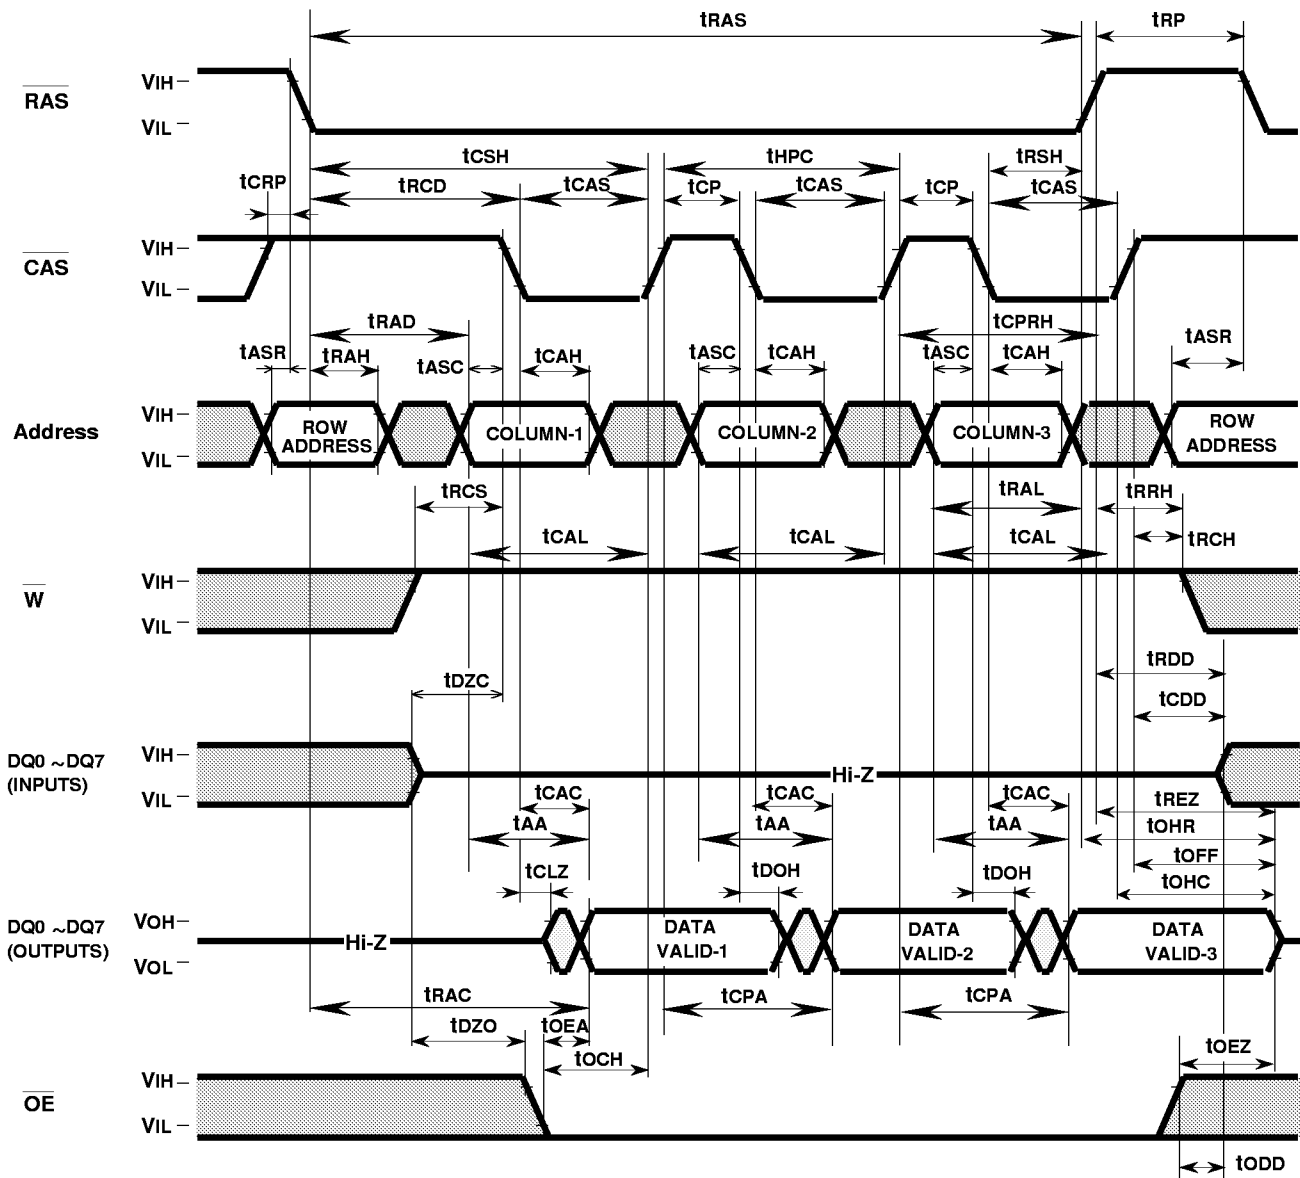 tRAS tRP
RAS VIH
VIL
tCSH tHPC tRSH
tCRP tRCD tCAS tCP tCAS tCP tCAS
CAS VIH
VIL
tRAD tCPRH
tASR tRAH tASC tCAH tASC tCAH tASC tCAH tASR
Address VIH
VIL
ROW
ADDRESS
COLUMN-1
COLUMN-2
COLUMN-3
ROW
ADDRESS
tRCS tRAL tRRH
tCAL tCAL tCAL tRCH
W VIH
VIL
tRDD
tDZC tCDD
DQ0 ~DQ7
(INPUTS)
VIH
VIL
Hi-Z
tCAC tCAC tCAC tREZ
tAA tAA tAA tOHR
tOFF
tCLZ tDOH tDOH tOHC
DQ0 ~DQ7
(OUTPUTS)
VOH
VOL
Hi-Z
DATA
VALID-1
DATA
VALID-2
DATA
VALID-3
tRAC tCPA tCPA
tDZO tOEA
tOCH tOEZ
OE VIH
VIL
tODD